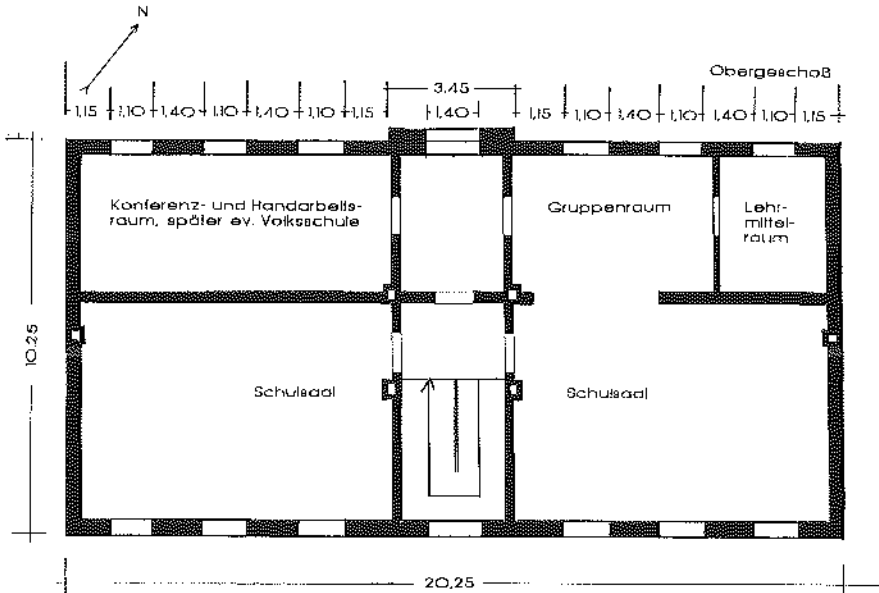 N
Obergeschoß
3.45
1,15 1,10 1,40 1,10 1,40 1,10 1,15 1,40 1,15 1,10 1,40 1,10 1,40 1,10 1,15
Konferenz- und Handarbeits-
raum, später ev. Volksschule
Gruppenraum
Lehr-
mittel-
raum
10.25
Schulsaal
Schulsaal
20,25